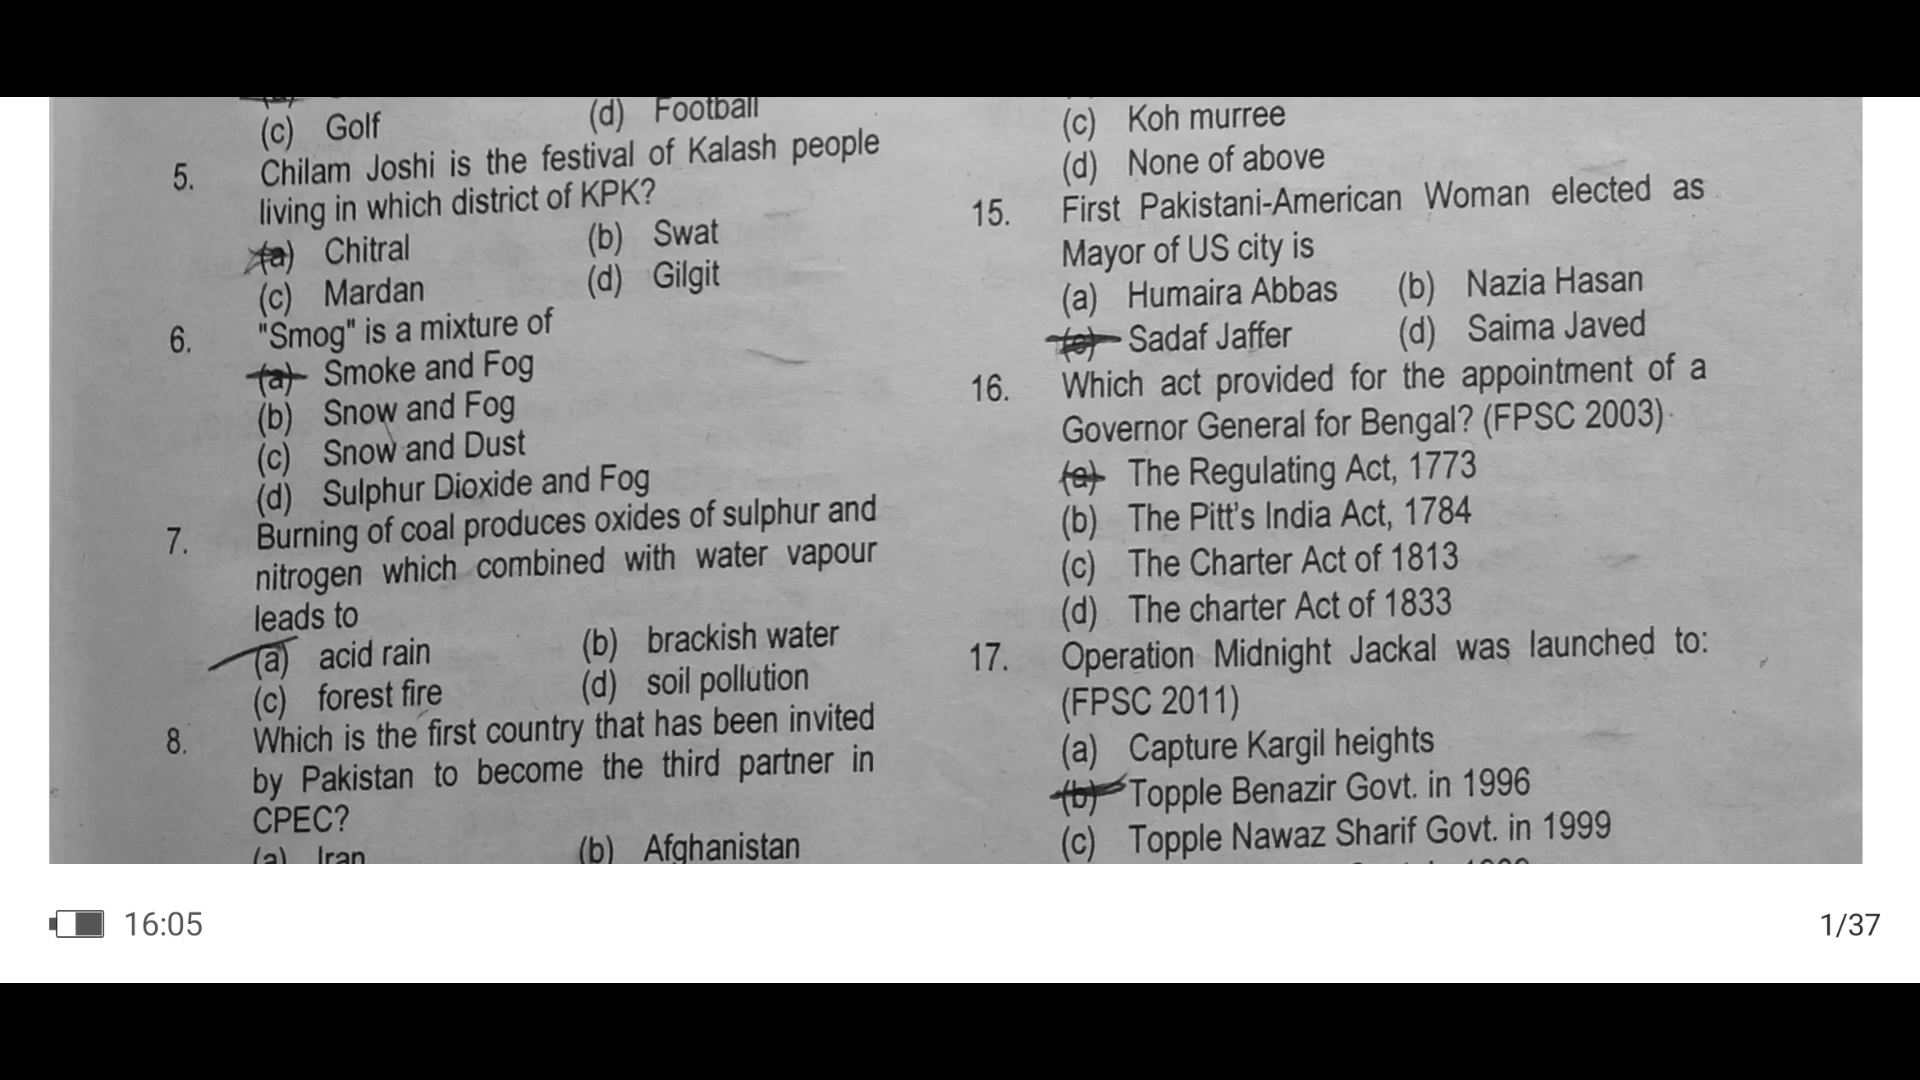 (c) Golf (d) Football
5. Chilam Joshi is the festival of Kalash people
living in which district of KPK?
(a) Chitral (b) Swat
(c) Mardan (d) Gilgit
6. "Smog" is a mixture of
(a) Smoke and Fog
(b) Snow and Fog
(c) Snow and Dust
(d) Sulphur Dioxide and Fog
7. Burning of coal produces oxides of sulphur and
nitrogen which combined with water vapour
leads to
(a) acid rain (b) brackish water
(c) forest fire (d) soil pollution
8. Which is the first country that has been invited
by Pakistan to become the third partner in
CPEC?
(a) Iran (b) Afghanistan
(c) Koh murree
(d) None of above
15. First Pakistani-American Woman elected as
Mayor of US city is
(a) Humaira Abbas (b) Nazia Hasan
(c) Sadaf Jaffer (d) Saima Javed
16. Which act provided for the appointment of a
Governor General for Bengal? (FPSC 2003)
(a) The Regulating Act, 1773
(b) The Pitt's India Act, 1784
(c) The Charter Act of 1813
(d) The charter Act of 1833
17. Operation Midnight Jackal was launched to:
(FPSC 2011)
(a) Capture Kargil heights
(b) Topple Benazir Govt. in 1996
(c) Topple Nawaz Sharif Govt. in 1999
16:05
1/37